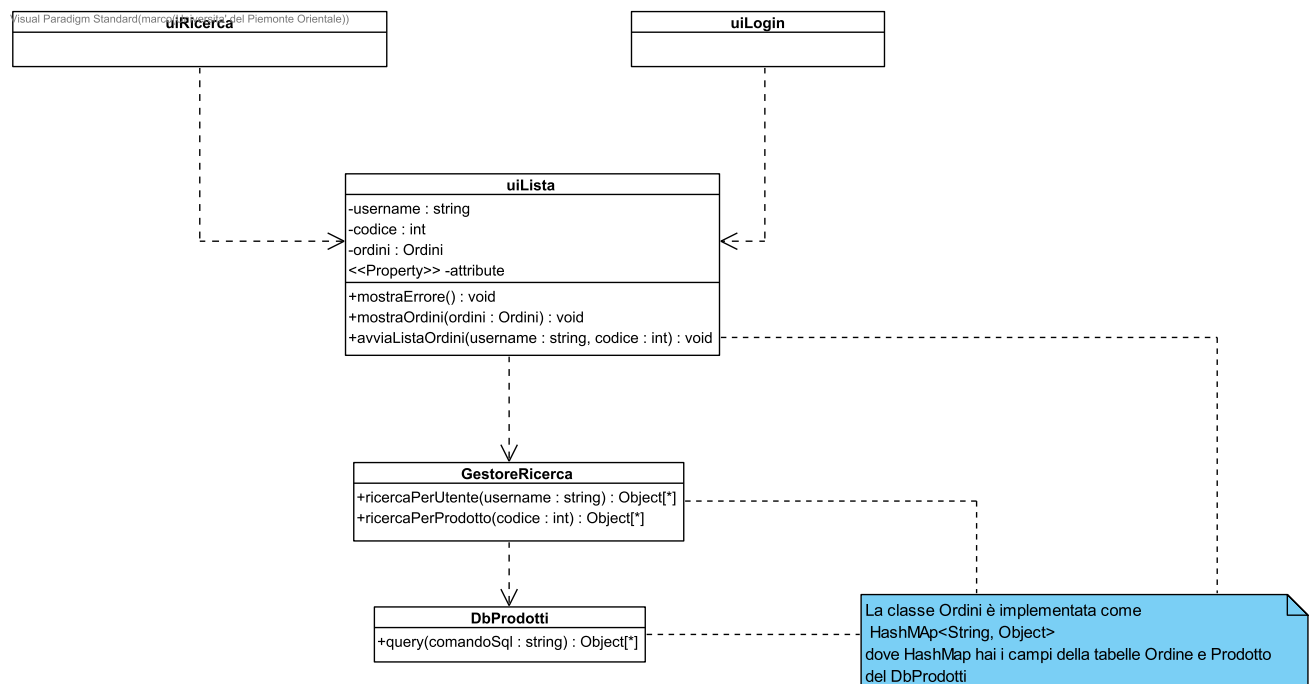 Visual Paradigm Standard(marco(Universita' del Piemonte Orientale))
uiRicerca
uiLogin
uiLista
-username : string
-codice : int
-ordini : Ordini
<<Property>> -attribute
+mostraErrore() : void
+mostraOrdini(ordini : Ordini) : void
+avviaListaOrdini(username : string, codice : int) : void
GestoreRicerca
+ricercaPerUtente(username : string) : Object[*]
+ricercaPerProdotto(codice : int) : Object[*]
DbProdotti
+query(comandoSql : string) : Object[*]
La classe Ordini è implementata come
HashMAp<String, Object>
dove HashMap hai i campi della tabelle Ordine e Prodotto
del DbProdotti